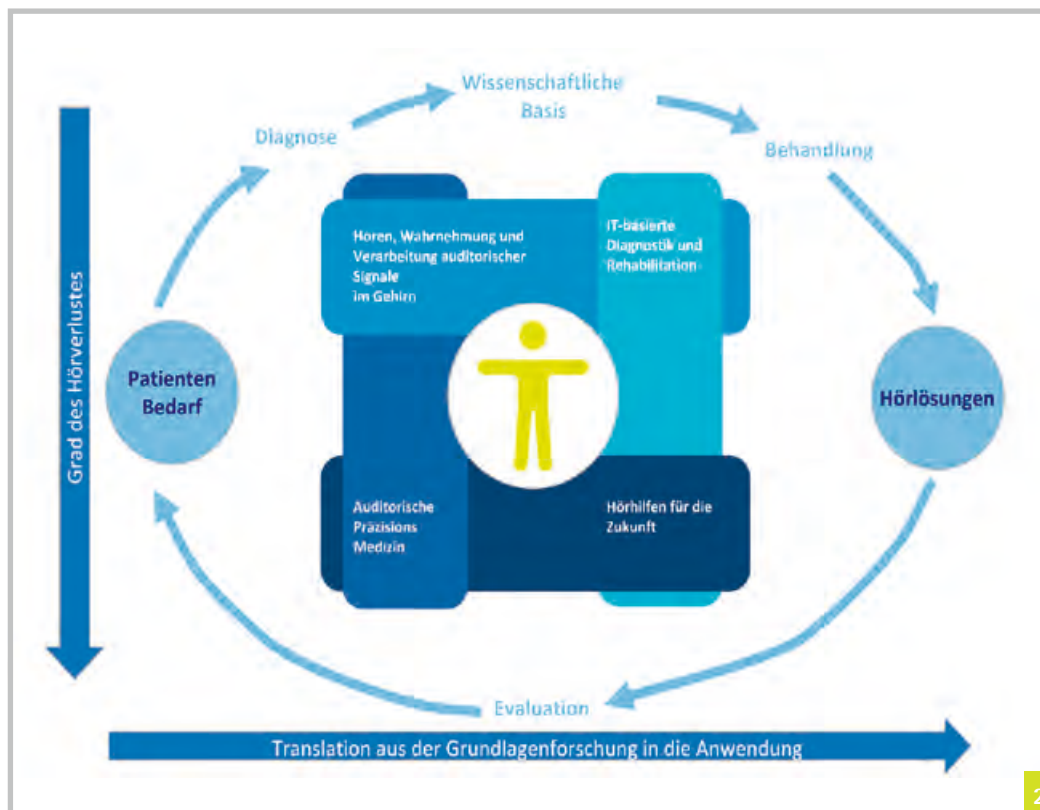 Wissenschaftliche
Basis
Diagnose
Behandlung
Grad des Hörverlustes
Hören, Wahrnehmung und
Verarbeitung auditorischer
Signale
im Gehirn
IT-basierte
Diagnostik und
Rehabilitation
Patienten
Bedarf
Hörlösungen
Auditorische
Präzisions
Medizin
Hörhilfen für die
Zukunft
Evaluation
Translation aus der Grundlagenforschung in die Anwendung
2